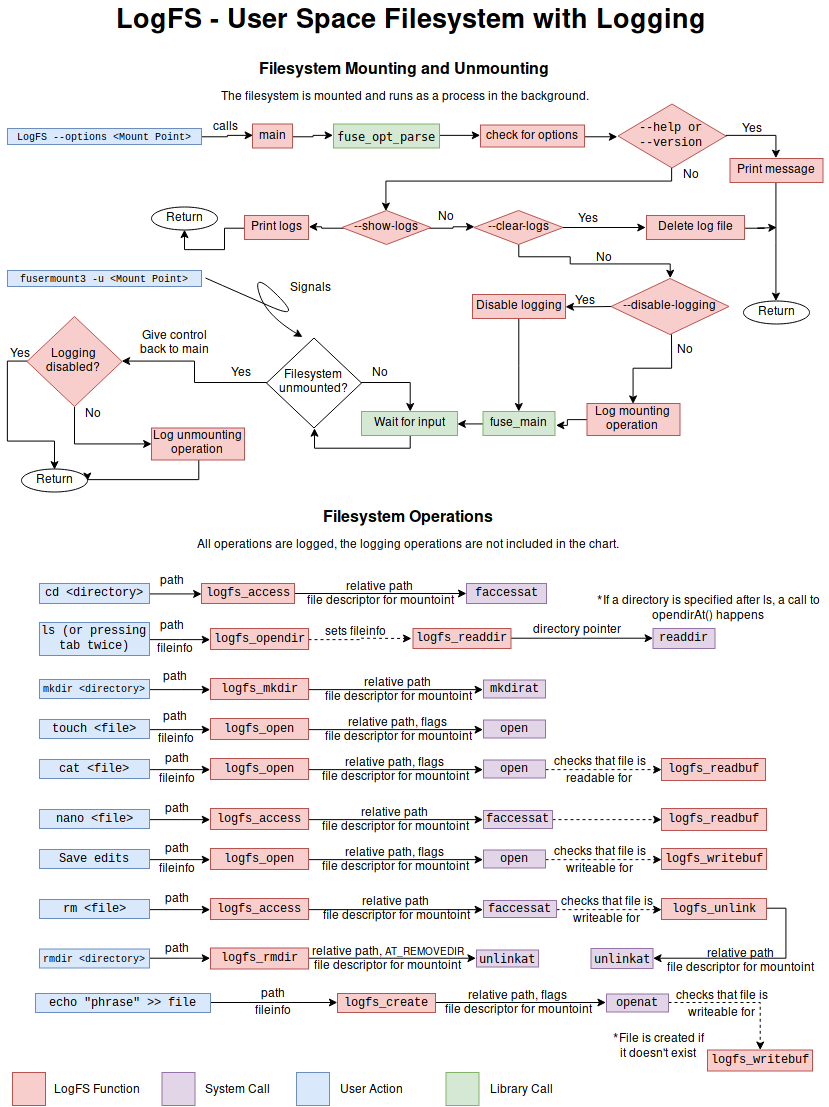 LogFS - User Space Filesystem with Logging
Filesystem Mounting and Unmounting
The filesystem is mounted and runs as a process in the background.
LogFS --options <Mount Point>
calls
main
fuse_opt_parse
check for options
--help or
--version
Yes
Print message
No
Return
Print logs
--show-logs
No
--clear-logs
Yes
Delete log file
No
fusermount3 -u <Mount Point>
Signals
Disable logging
Yes
--disable-logging
Return
No
Give control
back to main
Yes
Logging
disabled?
Yes
Filesystem
unmounted?
No
No
Wait for input
fuse_main
Log mounting
operation
Log unmounting
operation
Return
Filesystem Operations
All operations are logged, the logging operations are not included in the chart.
cd <directory>
path
logfs_access
relative path
file descriptor for mountoint
faccessat
*If a directory is specified after ls, a call to
opendirAt() happens
ls (or pressing
tab twice)
path
fileinfo
logfs_opendir
sets fileinfo
logfs_readdir
directory pointer
readdir
mkdir <directory>
path
logfs_mkdir
relative path
file descriptor for mountoint
mkdirat
touch <file>
path
fileinfo
logfs_open
relative path, flags
file descriptor for mountoint
open
cat <file>
path
fileinfo
logfs_open
relative path, flags
file descriptor for mountoint
open
checks that file is
readable for
logfs_readbuf
nano <file>
path
logfs_access
relative path
file descriptor for mountoint
faccessat
logfs_readbuf
Save edits
path
fileinfo
logfs_open
relative path, flags
file descriptor for mountoint
open
checks that file is
writeable for
logfs_writebuf
rm <file>
path
logfs_access
relative path
file descriptor for mountoint
faccessat
checks that file is
writeable for
logfs_unlink
rmdir <directory>
path
logfs_rmdir
relative path, AT_REMOVEDIR
file descriptor for mountoint
unlinkat
unlinkat
relative path
file descriptor for mountoint
echo "phrase" >> file
path
fileinfo
logfs_create
relative path, flags
file descriptor for mountoint
openat
checks that file is
writeable for
*File is created if
it doesn't exist
logfs_writebuf
LogFS Function
System Call
User Action
Library Call